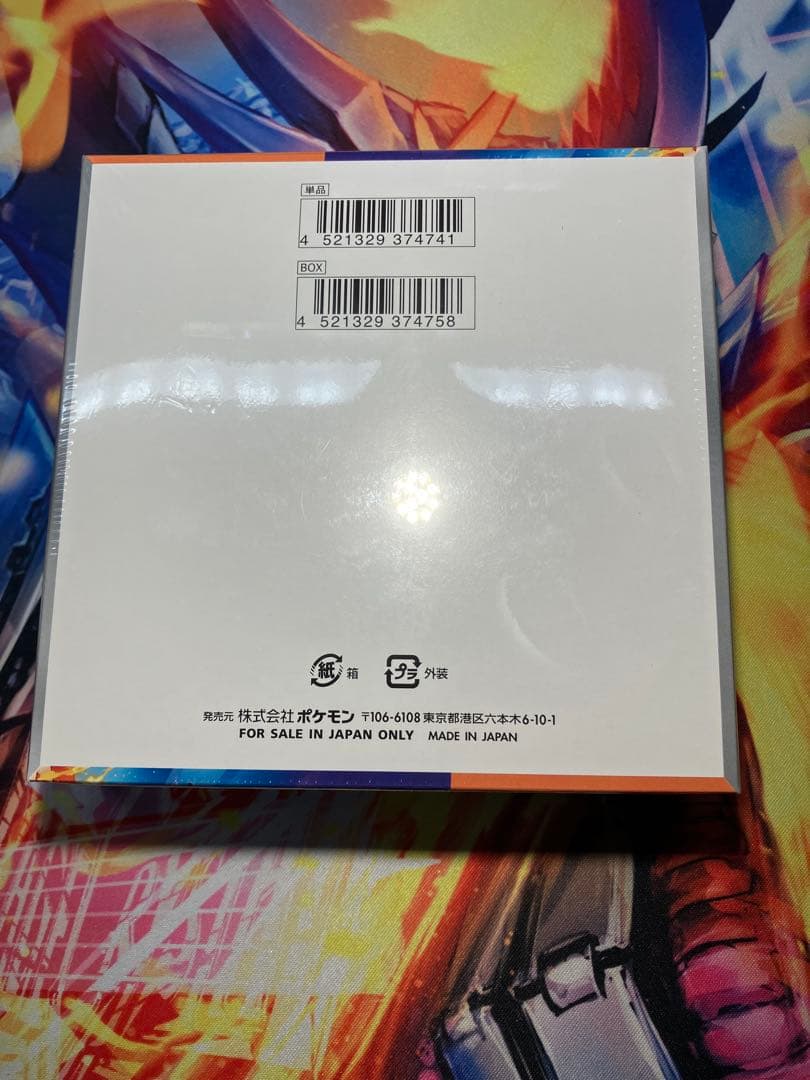 単品
4 521329 374741
BOX
4 521329 374758
紙 箱 プラ 外装
発売元 株式会社 ポケモン 〒106-6108 東京都港区六本木6-10-1
FOR SALE IN JAPAN ONLY MADE IN JAPAN